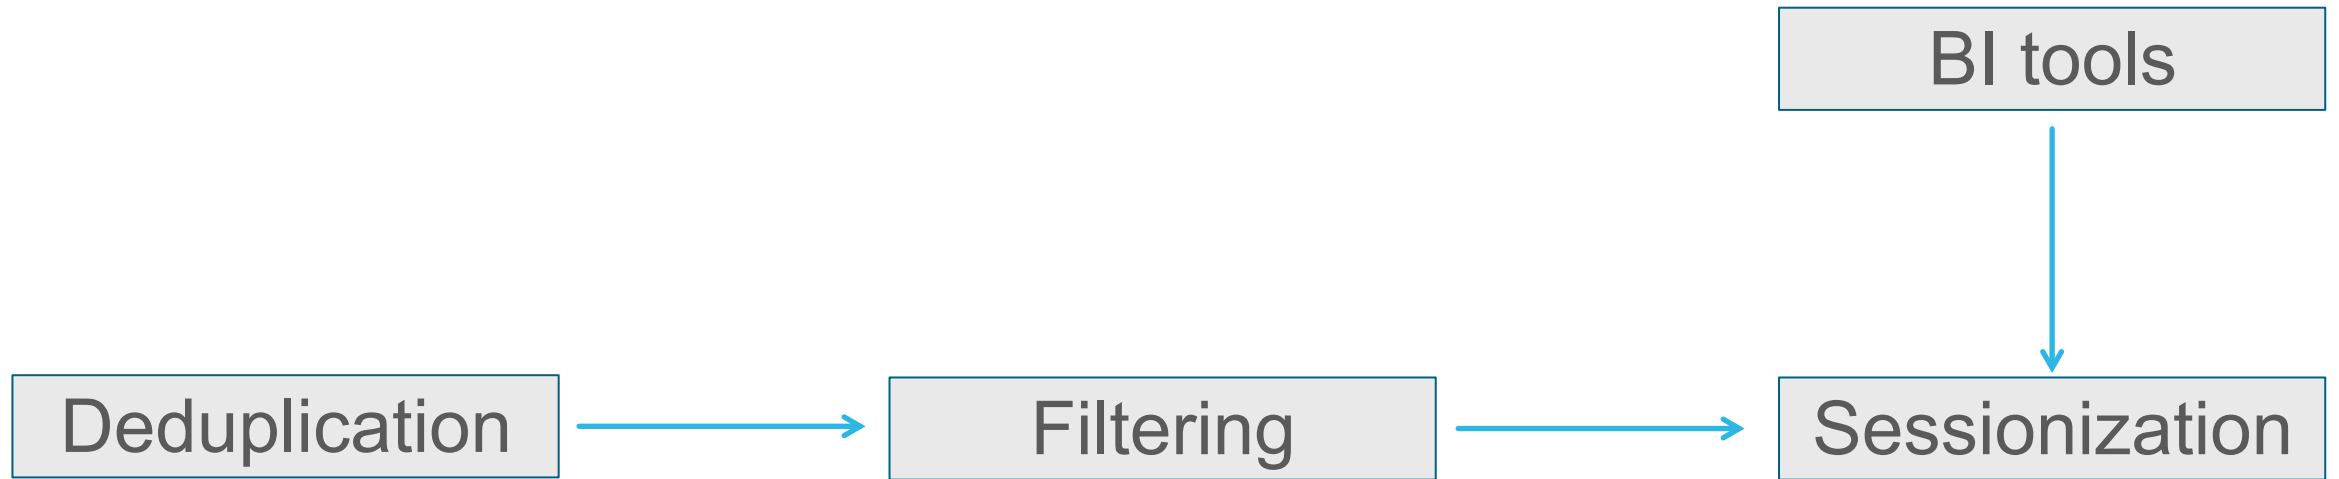 BI tools
Deduplication
Filtering
Sessionization